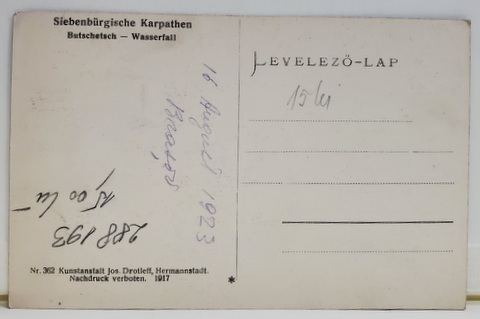 Siebenbürgische Karpathen
Butschetsch — Wasserfall
LEVELEZŐ-LAP
15 lei
16 August 1923
Brașov
15,00 lei
288193
Nr. 362 Kunstanstalt Jos. Drotleff, Hermannstadt.
Nachdruck verboten. 1917
*